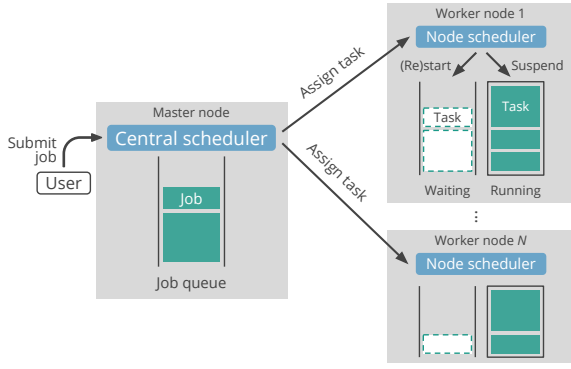 Worker node 1
Node scheduler
(Re)start
Suspend
Task
Task
Waiting
Running
Assign task
Master node
Central scheduler
Submit
job
User
Job
Job queue
Assign task
...
Worker node N
Node scheduler